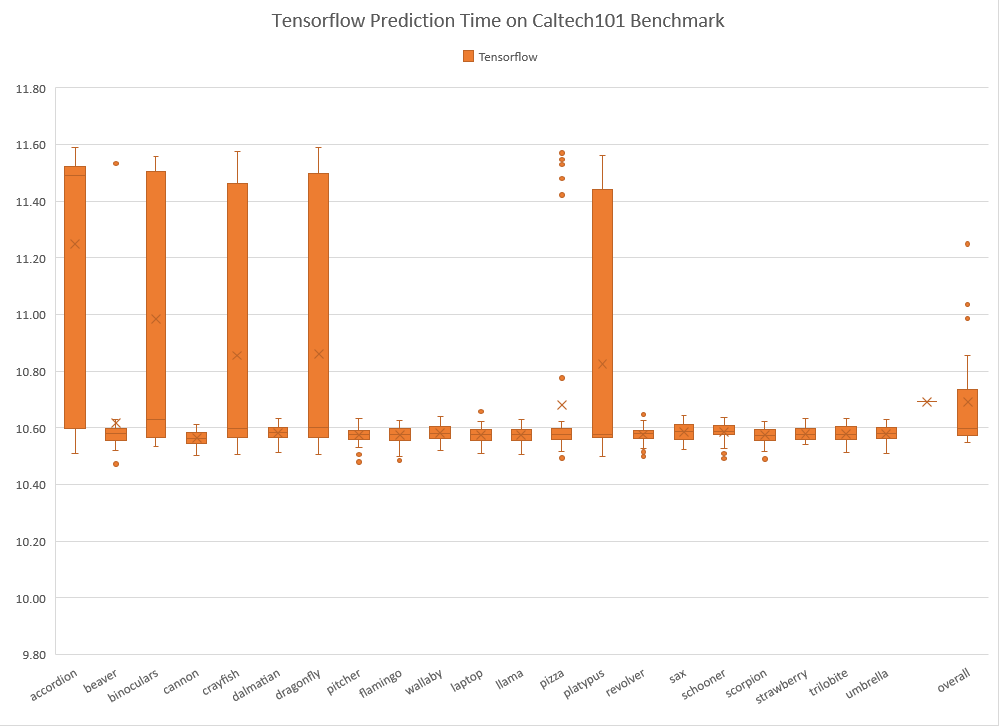 Tensorflow Prediction Time on Caltech101 Benchmark
Tensorflow
11.80
11.60
11.40
11.20
11.00
10.80
10.60
10.40
10.20
10.00
9.80
accordion
beaver
binoculars
cannon
crayfish
dalmatian
dragonfly
pitcher
flamingo
wallaby
laptop
llama
pizza
platypus
revolver
sax
schooner
scorpion
strawberry
trilobite
umbrella
overall